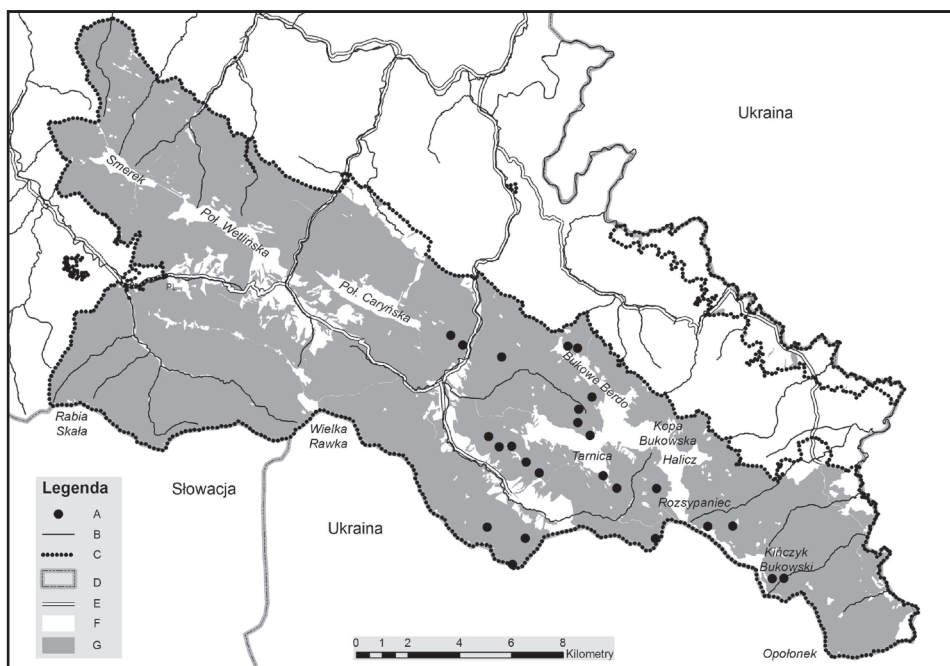 Ukraina
Smerek
Poł. Wetlińska
Poł. Caryńska
Bukowe Berdo
Rabia
Skała
Wielka
Rawka
Kopa
Bukowska
Tarnica
Halicz
Rozsypaniec
Legenda
A
B
C
D
E
F
G
Słowacja
Ukraina
Kińczyk
Bukowski
Opołonek
0 1 2 4 6 8
Kilometry